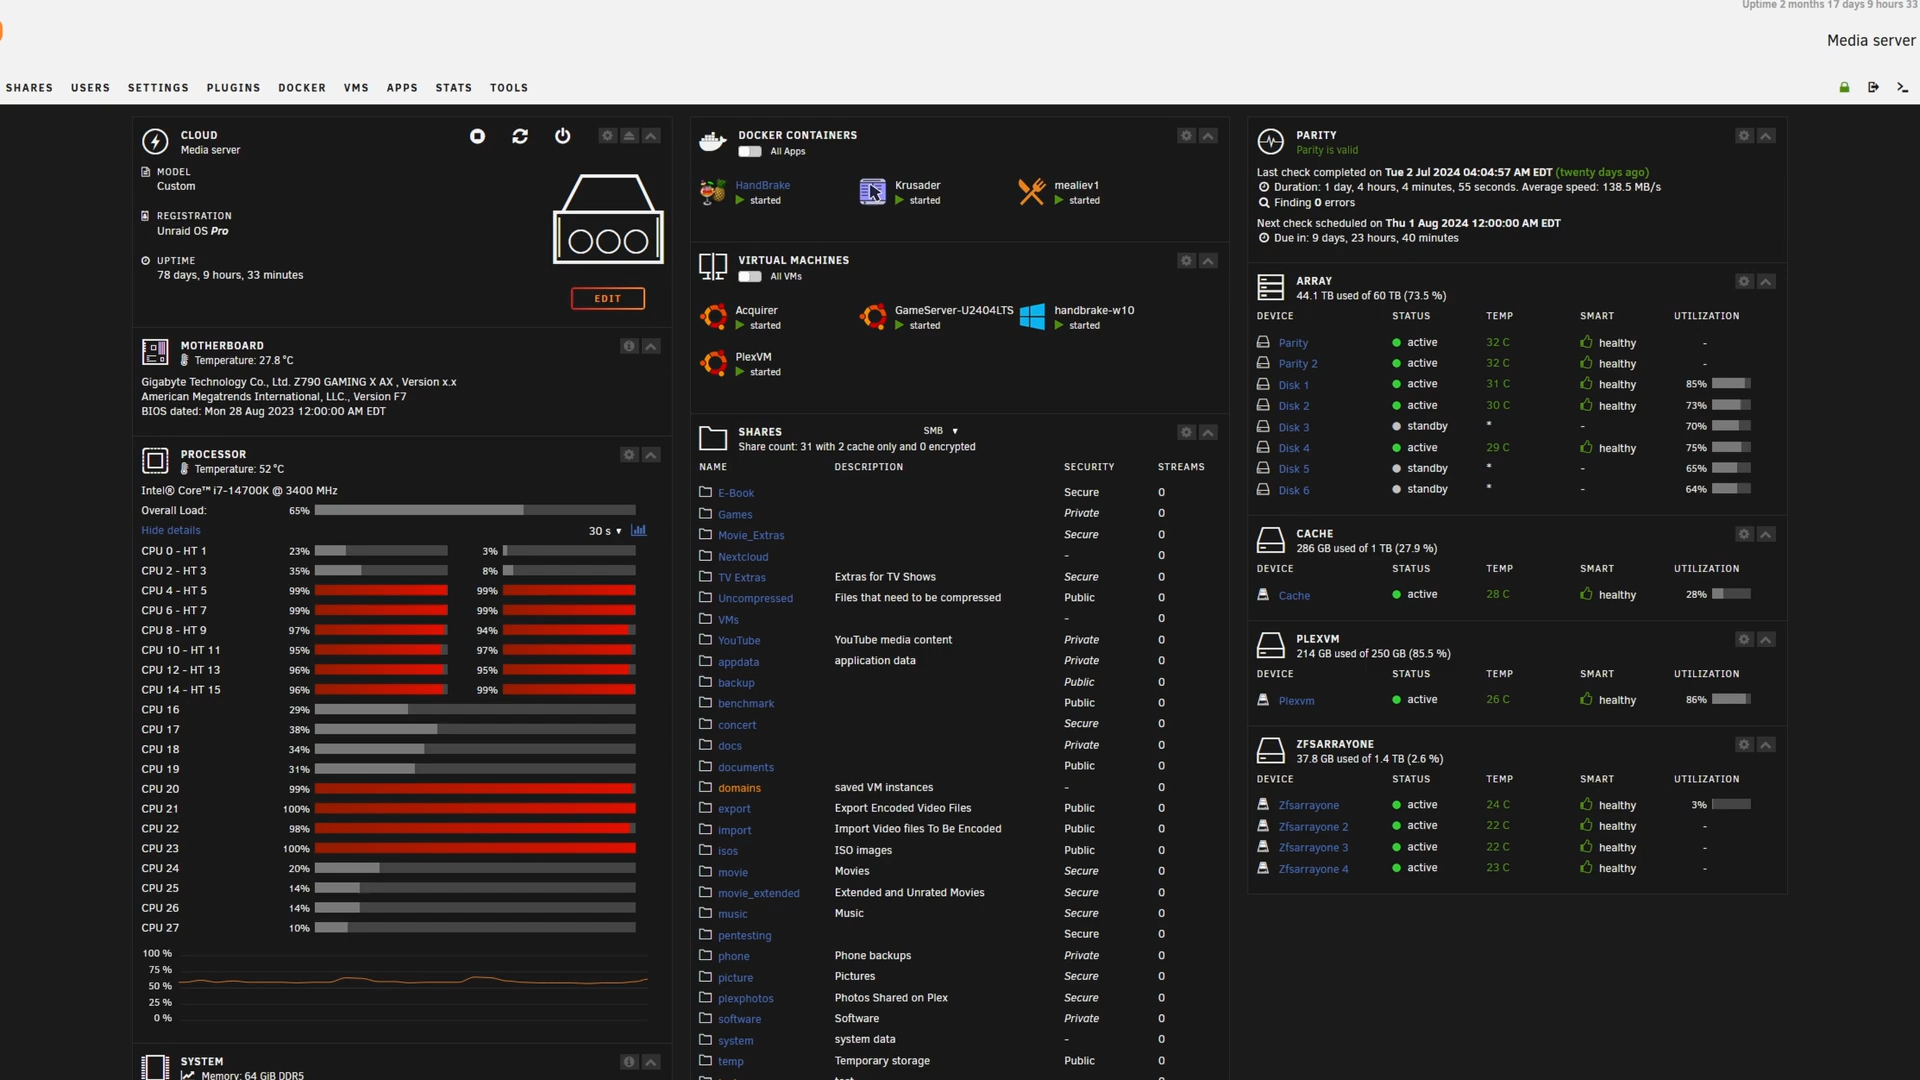 Uptime 2 months 17 days 9 hours 33
Media server
SHARES USERS SETTINGS PLUGINS DOCKER VMS APPS STATS TOOLS
CLOUD
Media server
MODEL
Custom
REGISTRATION
Unraid OS Pro
UPTIME
78 days, 9 hours, 33 minutes
EDIT
MOTHERBOARD
Temperature: 27.8 °C
Gigabyte Technology Co., Ltd. Z790 GAMING X AX , Version x.x
American Megatrends International, LLC., Version F7
BIOS dated: Mon 28 Aug 2023 12:00:00 AM EDT
PROCESSOR
Temperature: 52 °C
Intel® Core™ i7-14700K @ 3400 MHz
Overall Load: 65%
Hide details 30 s
CPU 0 - HT 1 23% 3%
CPU 2 - HT 3 35% 8%
CPU 4 - HT 5 99% 99%
CPU 6 - HT 7 99% 99%
CPU 8 - HT 9 97% 94%
CPU 10 - HT 11 95% 97%
CPU 12 - HT 13 96% 95%
CPU 14 - HT 15 96% 99%
CPU 16 29%
CPU 17 38%
CPU 18 34%
CPU 19 31%
CPU 20 99%
CPU 21 100%
CPU 22 98%
CPU 23 100%
CPU 24 20%
CPU 25 14%
CPU 26 14%
CPU 27 10%
100 %
75 %
50 %
25 %
0 %
SYSTEM
Memory: 64 GiB DDR5
DOCKER CONTAINERS
All Apps
HandBrake Krusader mealiev1
started started started
VIRTUAL MACHINES
All VMs
Acquirer GameServer-U2404LTS handbrake-w10
started started started
PlexVM
started
SHARES SMB
Share count: 31 with 2 cache only and 0 encrypted
NAME DESCRIPTION SECURITY STREAMS
E-Book Secure 0
Games Private 0
Movie_Extras Secure 0
Nextcloud - 0
TV Extras Extras for TV Shows Secure 0
Uncompressed Files that need to be compressed Public 0
VMs - 0
YouTube YouTube media content Private 0
appdata application data Private 0
backup Public 0
benchmark Public 0
concert Secure 0
docs Private 0
documents Public 0
domains saved VM instances - 0
export Export Encoded Video Files Public 0
import Import Video files To Be Encoded Public 0
isos ISO images Public 0
movie Movies Secure 0
movie_extended Extended and Unrated Movies Secure 0
music Music Secure 0
pentesting Secure 0
phone Phone backups Private 0
picture Pictures Secure 0
plexphotos Photos Shared on Plex Secure 0
software Software Private 0
system system data - 0
temp Temporary storage Public 0
PARITY
Parity is valid
Last check completed on Tue 2 Jul 2024 04:04:57 AM EDT (twenty days ago)
Duration: 1 day, 4 hours, 4 minutes, 55 seconds. Average speed: 138.5 MB/s
Finding 0 errors
Next check scheduled on Thu 1 Aug 2024 12:00:00 AM EDT
Due in: 9 days, 23 hours, 40 minutes
ARRAY
44.1 TB used of 60 TB (73.5 %)
DEVICE STATUS TEMP SMART UTILIZATION
Parity active 32 C healthy -
Parity 2 active 32 C healthy -
Disk 1 active 31 C healthy 85%
Disk 2 active 30 C healthy 73%
Disk 3 standby * - 70%
Disk 4 active 29 C healthy 75%
Disk 5 standby * - 65%
Disk 6 standby * - 64%
CACHE
286 GB used of 1 TB (27.9 %)
DEVICE STATUS TEMP SMART UTILIZATION
Cache active 28 C healthy 28%
PLEXVM
214 GB used of 250 GB (85.5 %)
DEVICE STATUS TEMP SMART UTILIZATION
Plexvm active 26 C healthy 86%
ZFSARRAYONE
37.8 GB used of 1.4 TB (2.6 %)
DEVICE STATUS TEMP SMART UTILIZATION
Zfsarrayone active 24 C healthy 3%
Zfsarrayone 2 active 22 C healthy -
Zfsarrayone 3 active 22 C healthy -
Zfsarrayone 4 active 23 C healthy -